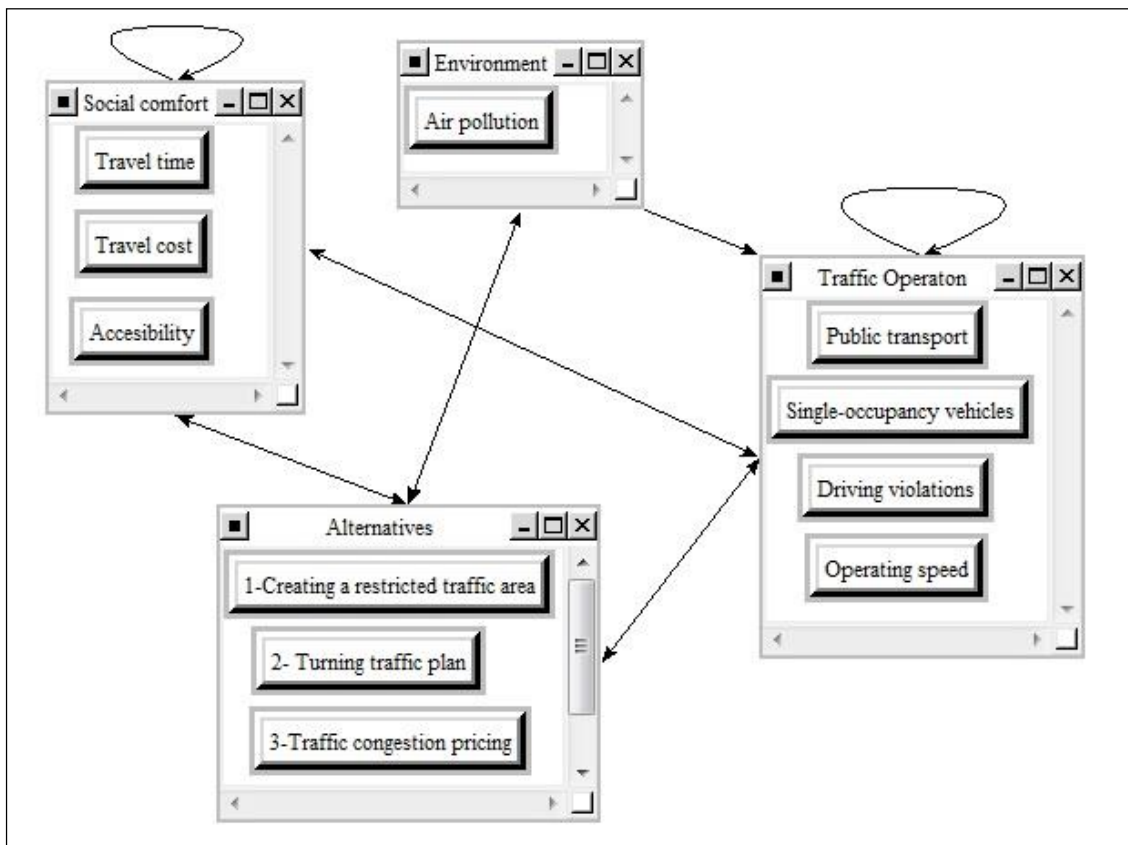 Social comfort
Travel time
Travel cost
Accesibility
Environment
Air pollution
Traffic Operaton
Public transport
Single-occupancy vehicles
Driving violations
Operating speed
Alternatives
1-Creating a restricted traffic area
2- Turning traffic plan
3-Traffic congestion pricing